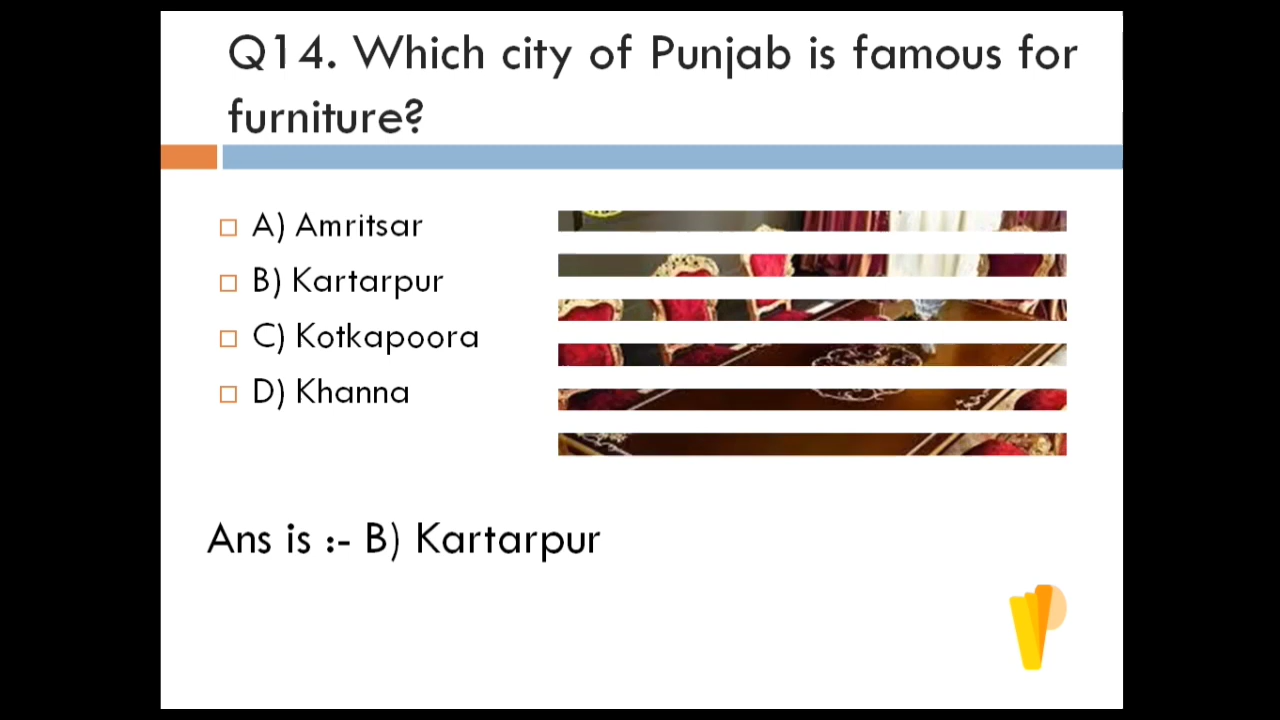 Q14. Which city of Punjab is famous for
furniture?
A) Amritsar
B) Kartarpur
C) Kotkapoora
D) Khanna
Ans is :- B) Kartarpur